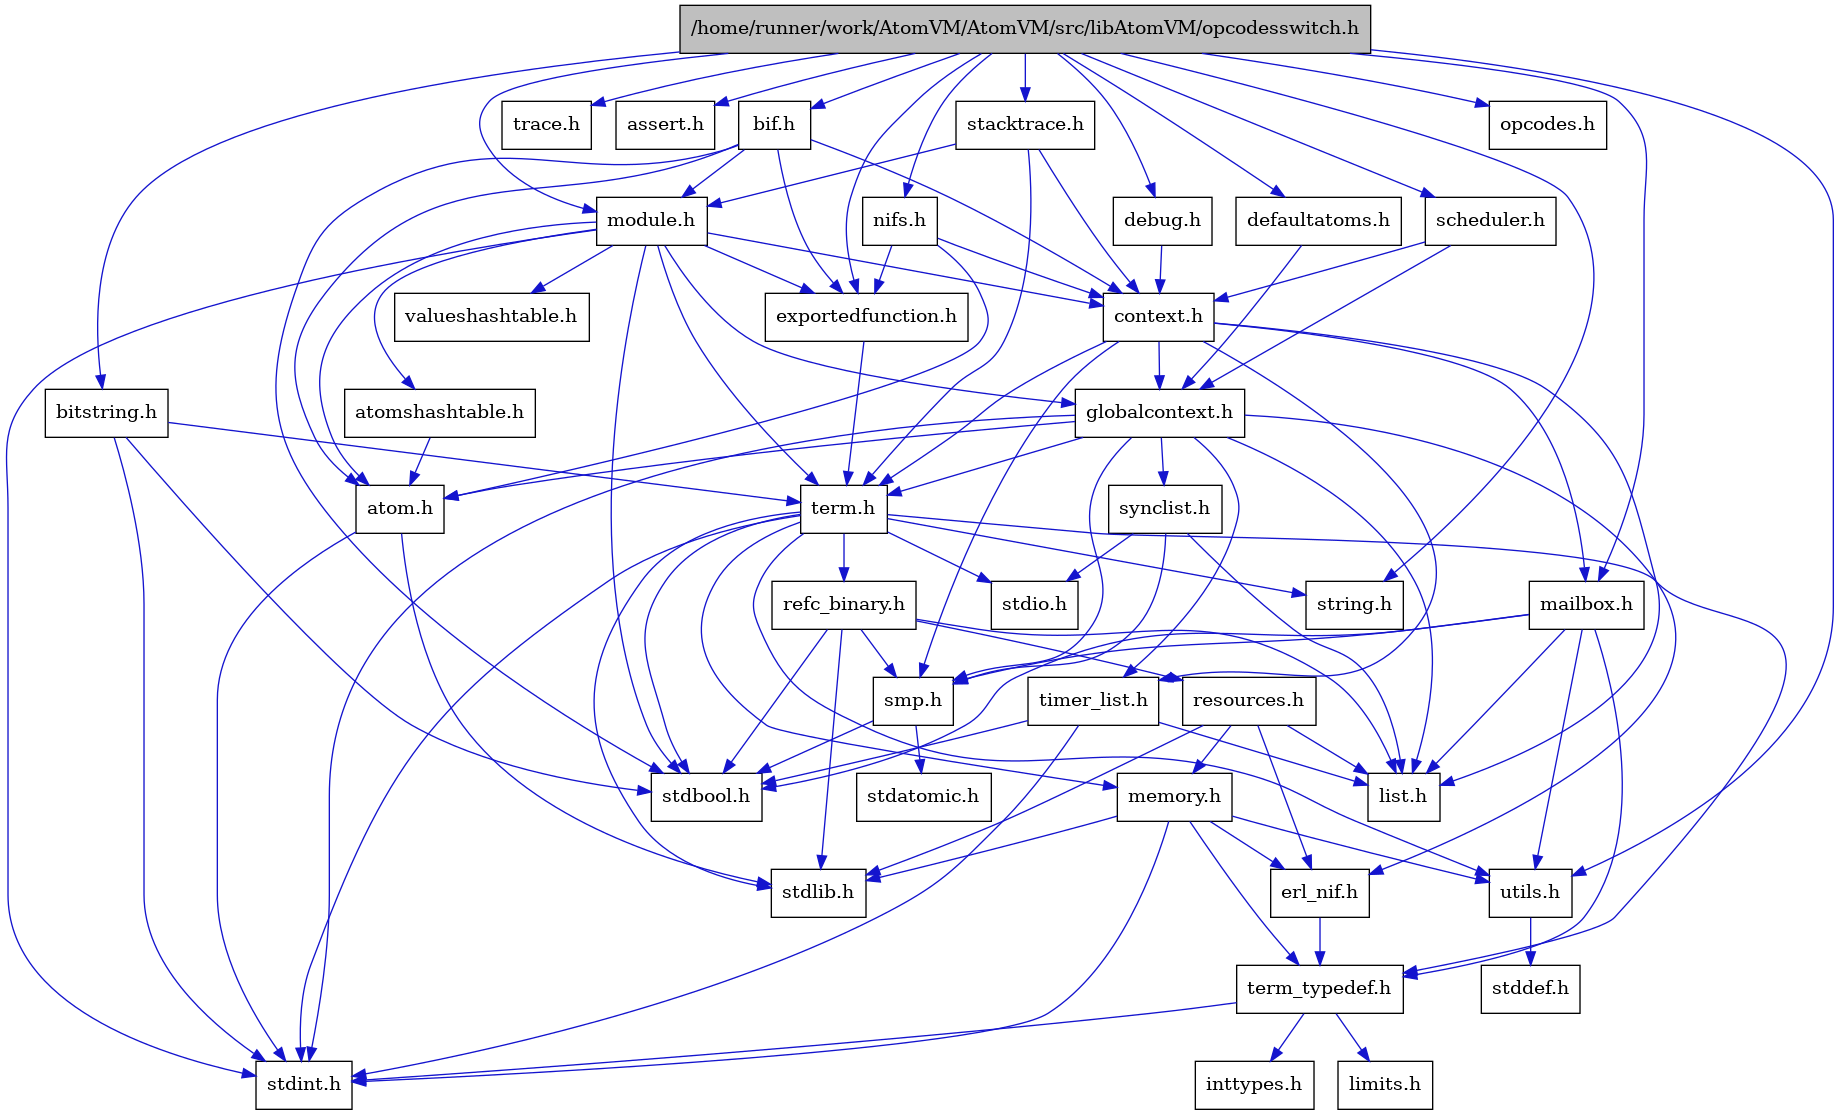 /home/runner/work/AtomVM/AtomVM/src/libAtomVM/opcodesswitch.h
trace.h
assert.h
bif.h
stacktrace.h
opcodes.h
module.h
nifs.h
debug.h
defaultatoms.h
scheduler.h
valueshashtable.h
exportedfunction.h
context.h
bitstring.h
atomshashtable.h
globalcontext.h
atom.h
term.h
synclist.h
refc_binary.h
stdio.h
string.h
mailbox.h
smp.h
timer_list.h
resources.h
stdbool.h
stdatomic.h
memory.h
list.h
stdlib.h
erl_nif.h
utils.h
term_typedef.h
stddef.h
stdint.h
inttypes.h
limits.h